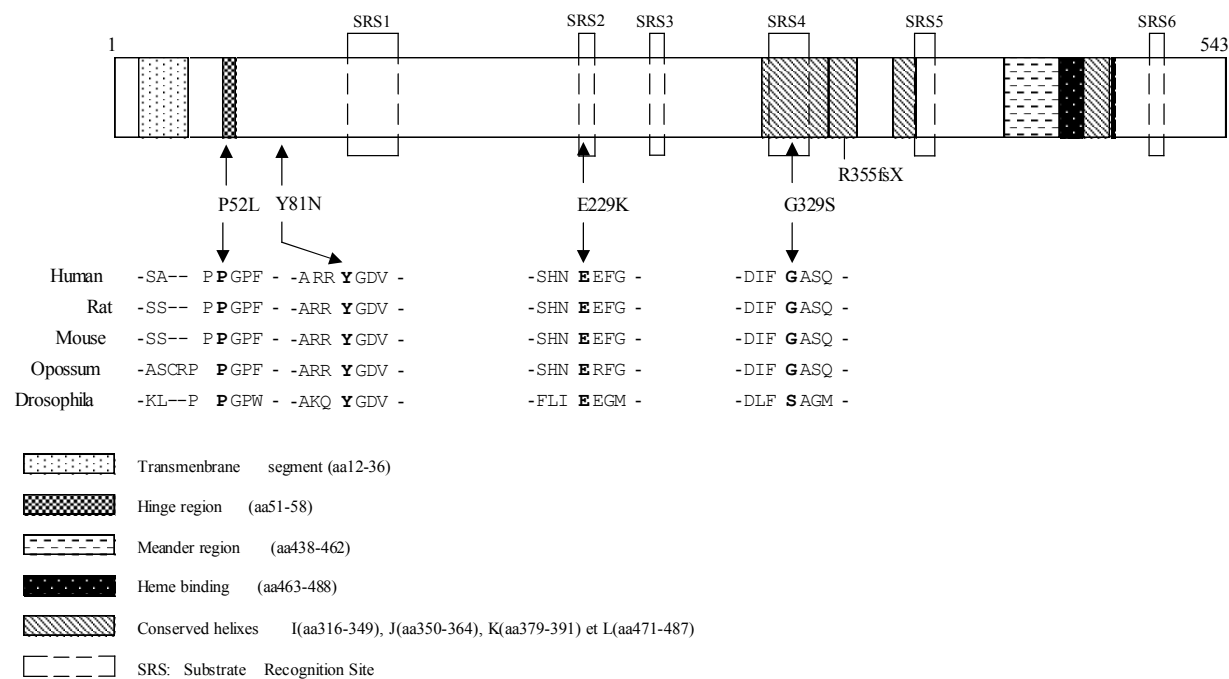 SRS1 SRS2 SRS3 SRS4 SRS5 SRS6
1 543
R355fsX
P52L Y81N E229K G329S
Human -SA-- P PGPF - -ARR YGDV - -SHN EEFG - -DIF GASQ -
Rat -SS-- P PGPF - -ARR YGDV - -SHN EEFG - -DIF GASQ -
Mouse -SS-- P PGPF - -ARR YGDV - -SHN EEFG - -DIF GASQ -
Opossum -ASCRP PGPF - -ARR YGDV - -SHN ERFG - -DIF GASQ -
Drosophila -KL--P PGPW - -AKQ YGDV - -FLI EEGM - -DLF SAGM -
Transmenbrane segment (aa12-36)
Hinge region (aa51-58)
Meander region (aa438-462)
Heme binding (aa463-488)
Conserved helixes I(aa316-349), J(aa350-364), K(aa379-391) et L(aa471-487)
SRS: Substrate Recognition Site